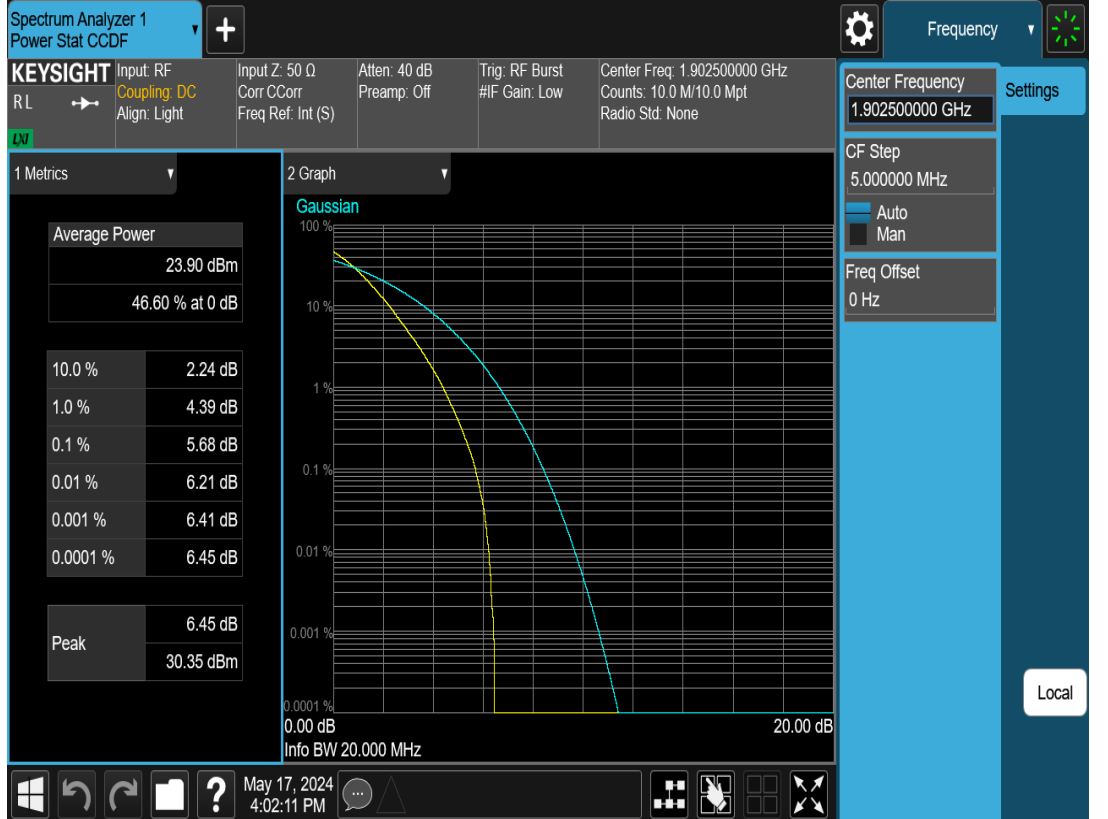 Spectrum Analyzer 1
Power Stat CCDF
Frequency
KEYSIGHT
RL
LXI
Input: RF
Coupling: DC
Align: Light
Input Z: 50 Ω
Corr CCorr
Freq Ref: Int (S)
Atten: 40 dB
Preamp: Off
Trig: RF Burst
#IF Gain: Low
Center Freq: 1.902500000 GHz
Counts: 10.0 M/10.0 Mpt
Radio Std: None
Center Frequency
1.902500000 GHz
Settings
CF Step
5.000000 MHz
Auto
Man
Freq Offset
0 Hz
1 Metrics
Average Power
23.90 dBm
46.60 % at 0 dB
10.0 % 2.24 dB
1.0 % 4.39 dB
0.1 % 5.68 dB
0.01 % 6.21 dB
0.001 % 6.41 dB
0.0001 % 6.45 dB
Peak 6.45 dB
30.35 dBm
2 Graph
Gaussian
100 %
10 %
1 %
0.1 %
0.01 %
0.001 %
0.0001 %
0.00 dB 20.00 dB
Info BW 20.000 MHz
Local
? May 17, 2024
4:02:11 PM